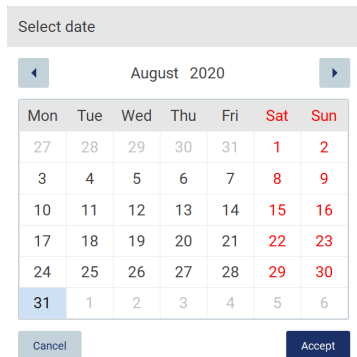 Select date
August 2020
Mon Tue Wed Thu Fri Sat Sun
27 28 29 30 31 1 2
3 4 5 6 7 8 9
10 11 12 13 14 15 16
17 18 19 20 21 22 23
24 25 26 27 28 29 30
31 1 2 3 4 5 6
Cancel Accept